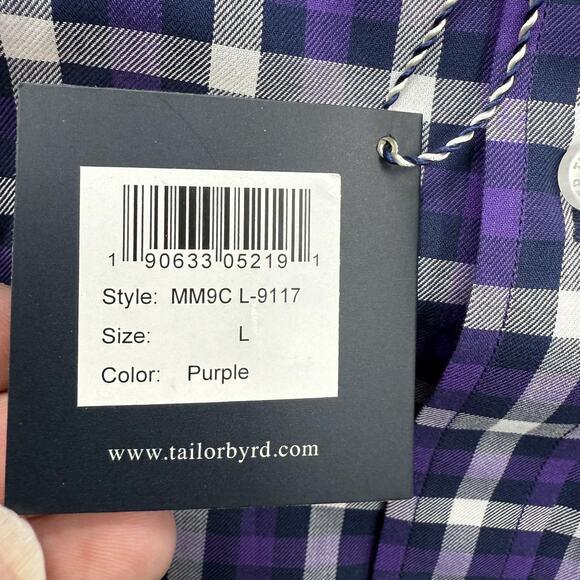 1 90633 05219 1
Style: MM9C L-9117
Size: L
Color: Purple
www.tailorbyrd.com